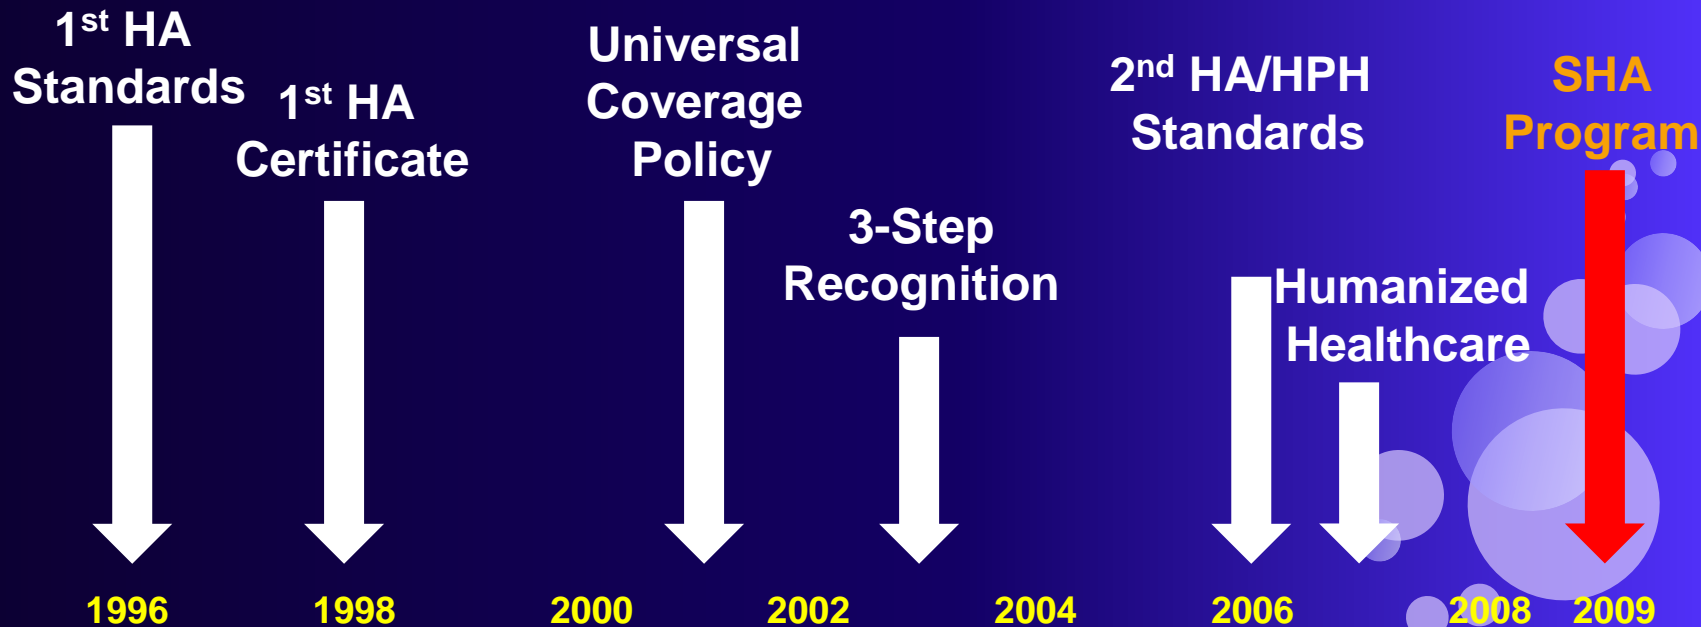 1st HA
Standards
1st HA
Certificate
Universal
Coverage
Policy
3-Step
Recognition
2nd HA/HPH
Standards
Humanized
Healthcare
SHA
Program
1996 1998 2000 2002 2004 2006 2008 2009